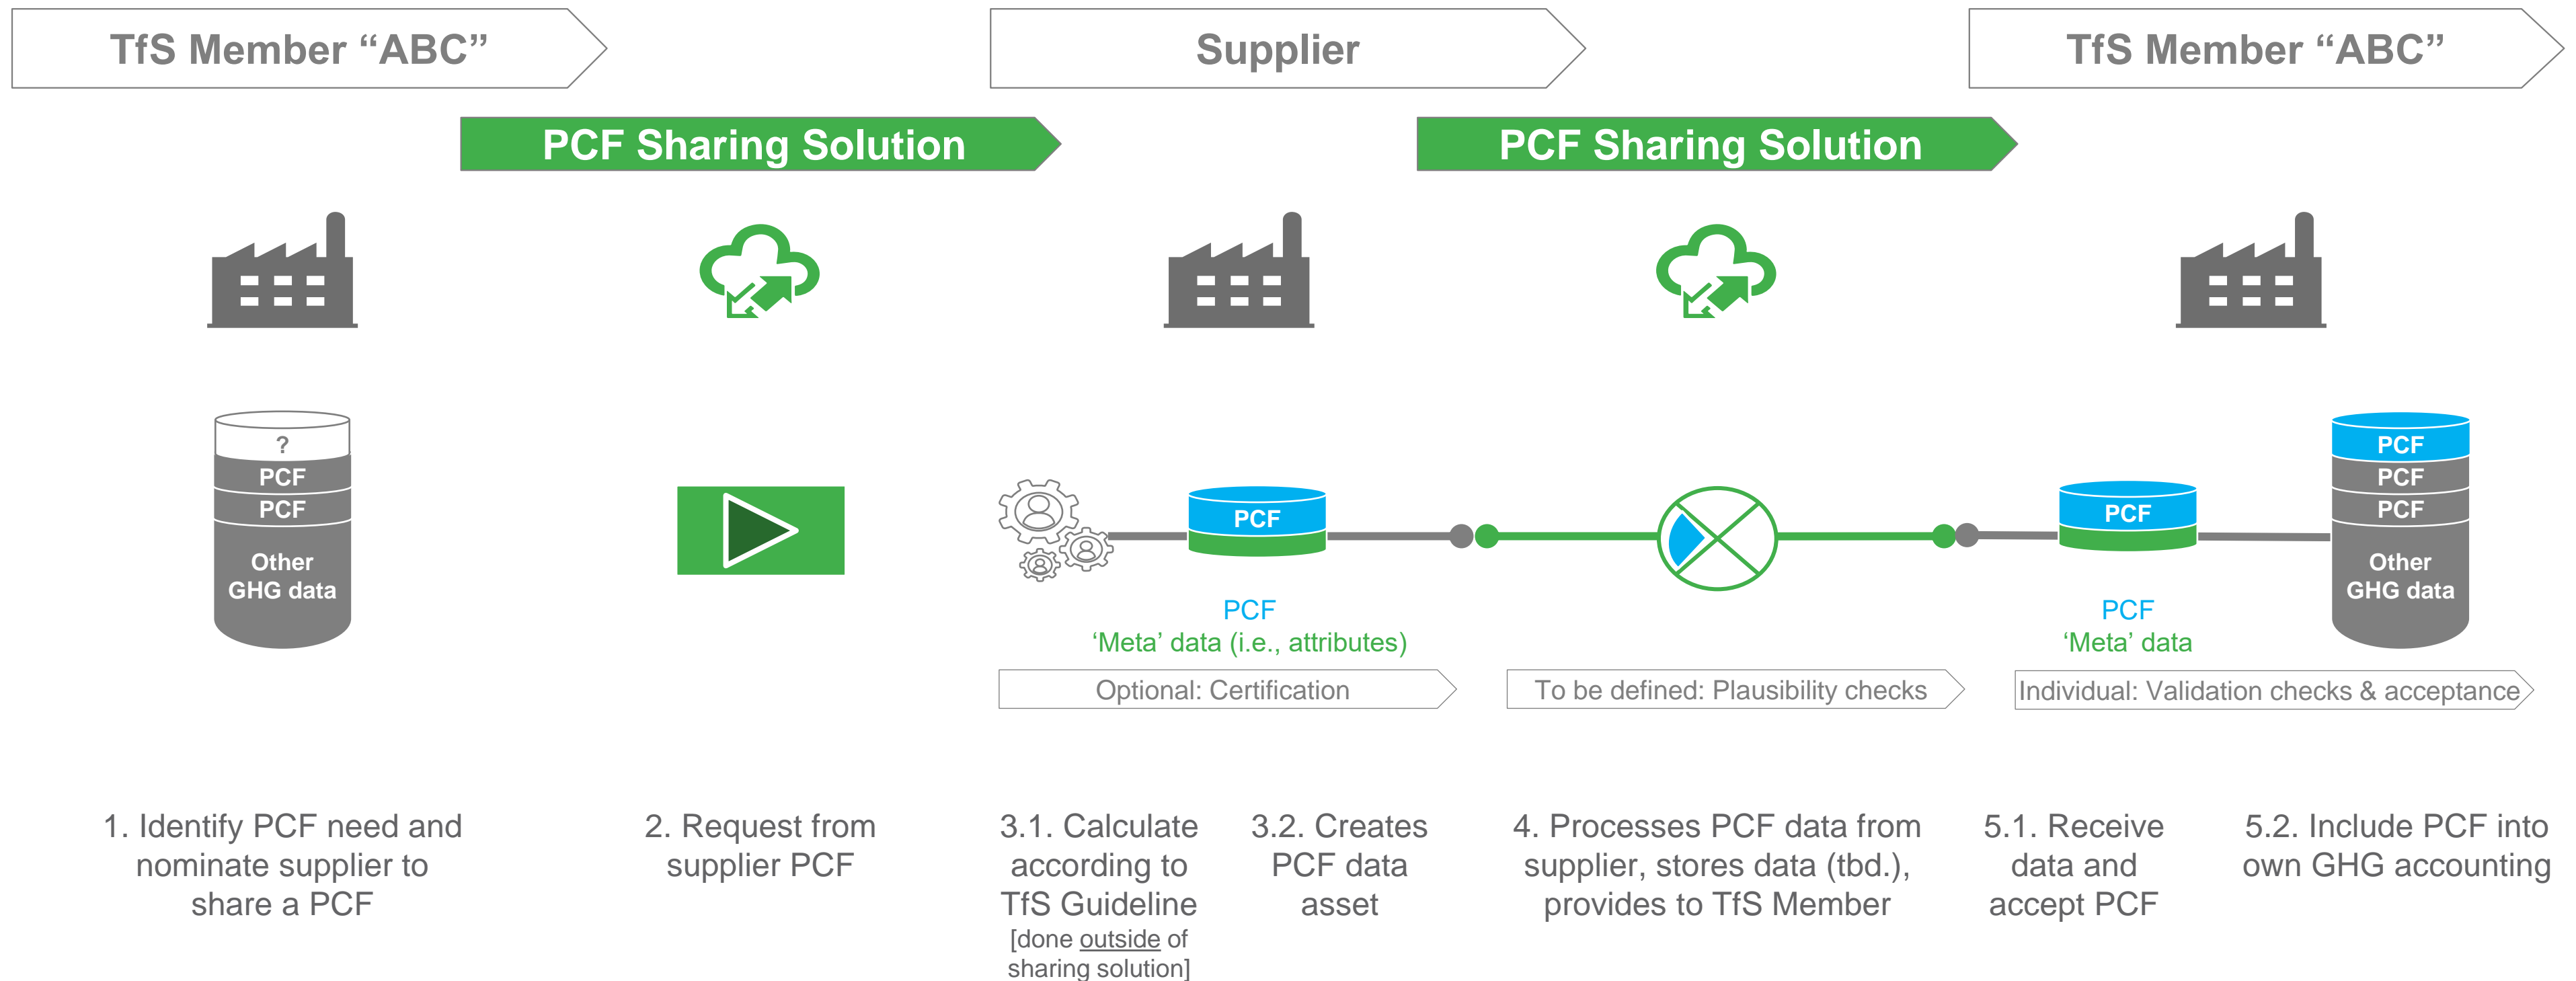 TfS Member “ABC”
Supplier
TfS Member “ABC”
PCF Sharing Solution
PCF Sharing Solution
?
PCF
PCF
Other
GHG data
PCF
PCF
‘Meta’ data (i.e., attributes)
Optional: Certification
To be defined: Plausibility checks
PCF
PCF
‘Meta’ data
Individual: Validation checks & acceptance
PCF
PCF
PCF
Other
GHG data
1. Identify PCF need and
nominate supplier to
share a PCF
2. Request from
supplier PCF
3.1. Calculate
according to
TfS Guideline
[done outside of
sharing solution]
3.2. Creates
PCF data
asset
4. Processes PCF data from
supplier, stores data (tbd.),
provides to TfS Member
5.1. Receive
data and
accept PCF
5.2. Include PCF into
own GHG accounting